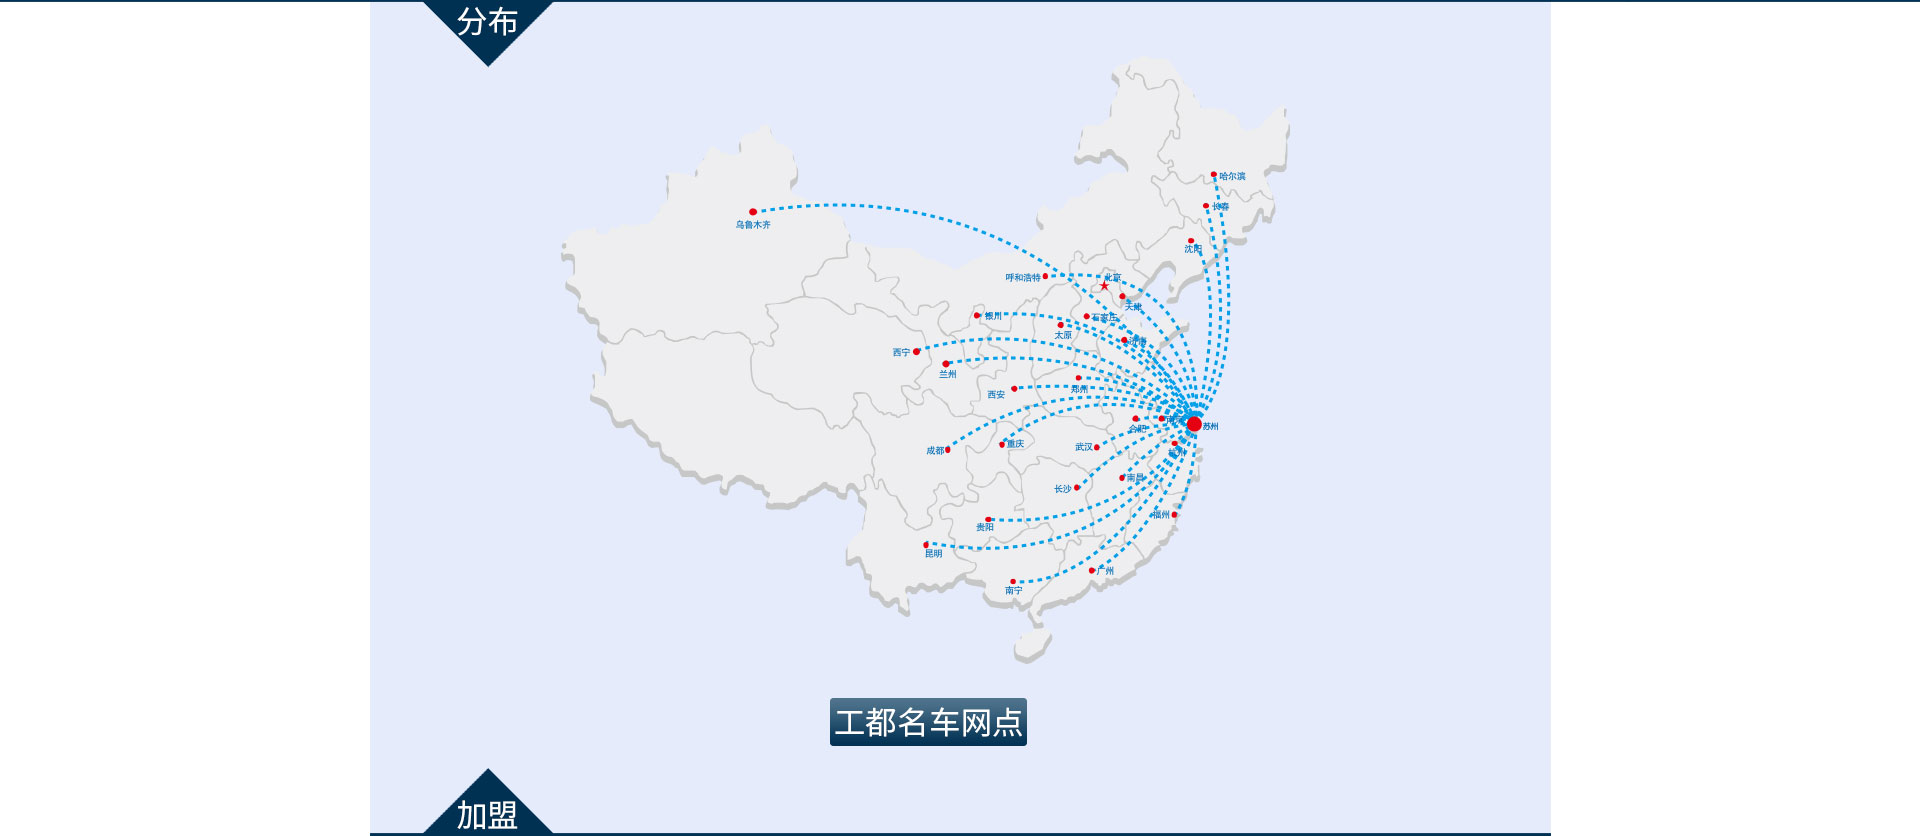 分布
哈尔滨
长春
乌鲁木齐
沈阳
呼和浩特
北京
天津
银川
石家庄
太原
济南
西宁
兰州
郑州
西安
合肥
南京
苏州
重庆
武汉
成都
杭州
南昌
长沙
福州
贵阳
昆明
广州
南宁
工都名车网点
加盟